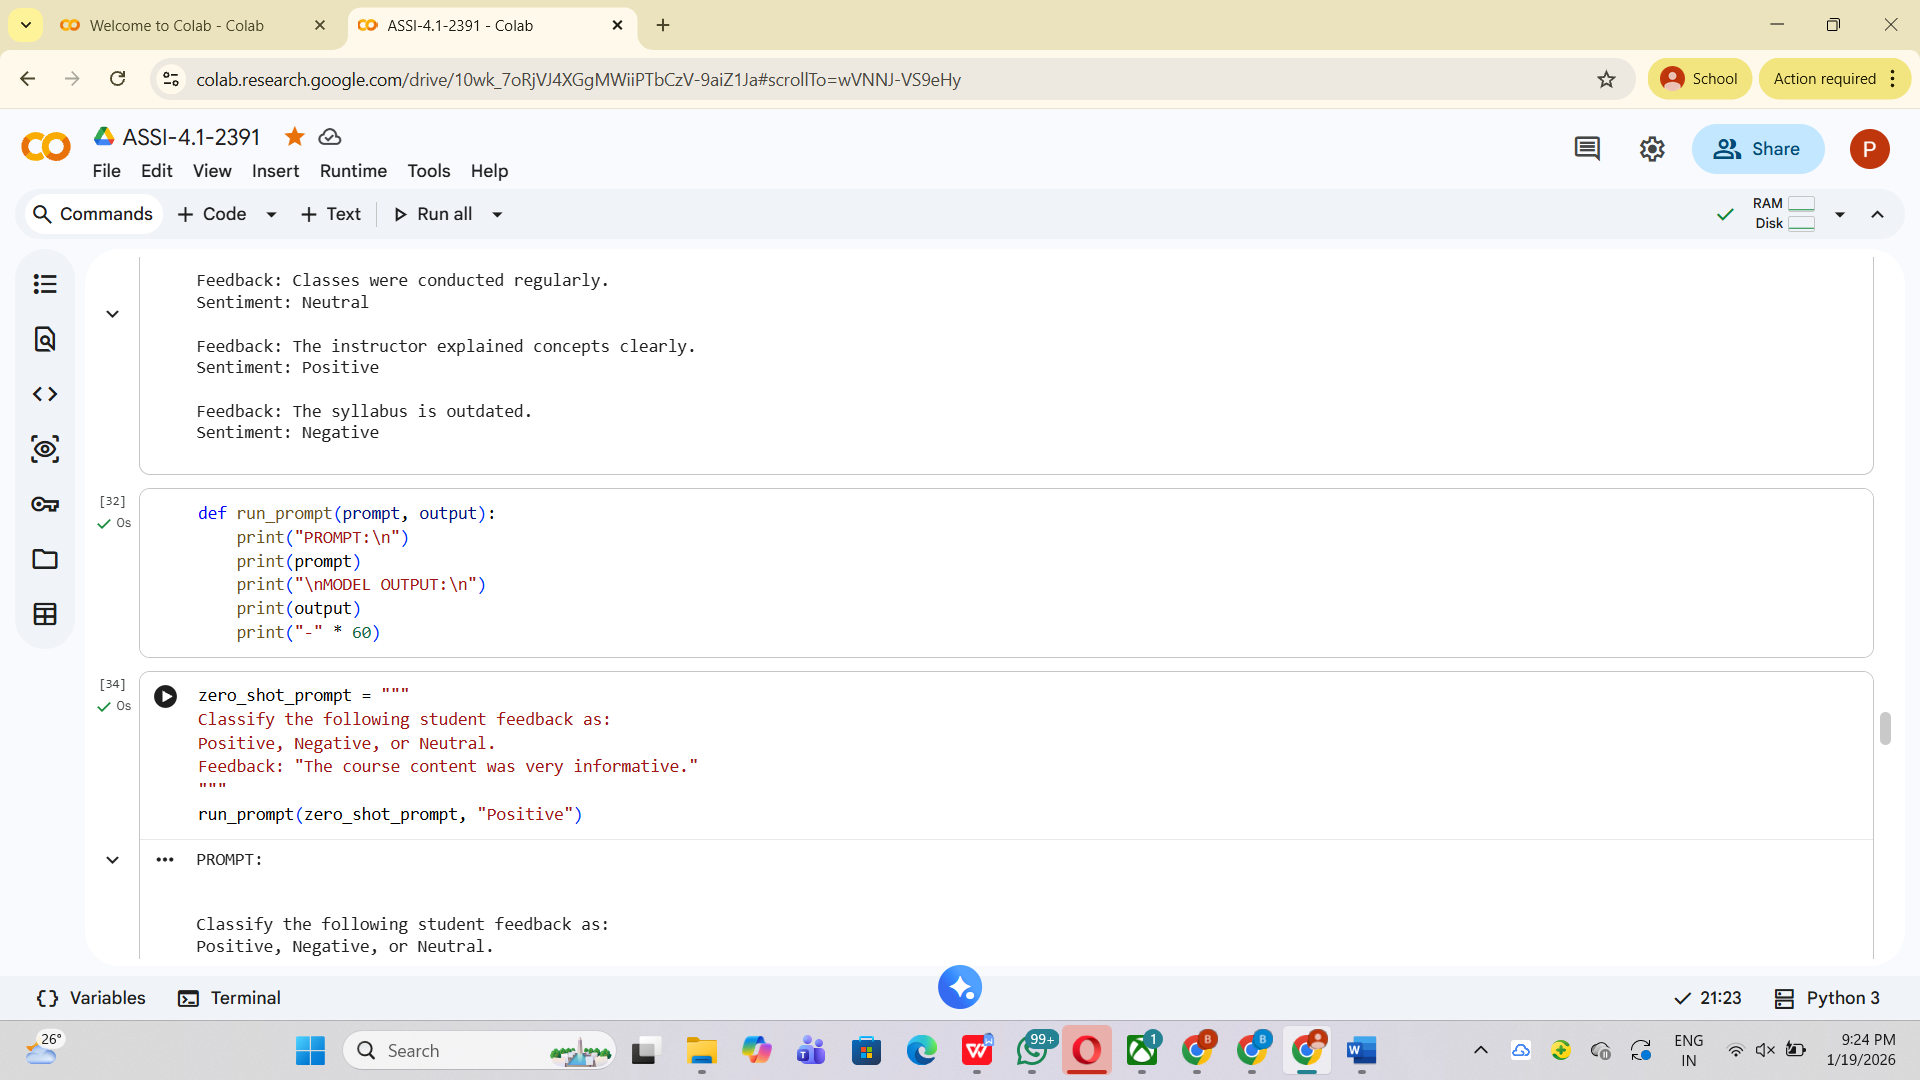 Welcome to Colab - Colab
ASSI-4.1-2391 - Colab
colab.research.google.com/drive/10wk_7oRjVJ4XGgMWiiPTbCzV-9aiZ1Ja#scrollTo=wVNNJ-VS9eHy
School
Action required
ASSI-4.1-2391
File Edit View Insert Runtime Tools Help
Share
P
Commands + Code + Text Run all
RAM
Disk
Feedback: Classes were conducted regularly.
Sentiment: Neutral
Feedback: The instructor explained concepts clearly.
Sentiment: Positive
Feedback: The syllabus is outdated.
Sentiment: Negative
[32]
0s
def run_prompt(prompt, output):
    print("PROMPT:\n")
    print(prompt)
    print("\nMODEL OUTPUT:\n")
    print(output)
    print("-" * 60)
[34]
0s
zero_shot_prompt = """
Classify the following student feedback as:
Positive, Negative, or Neutral.
Feedback: "The course content was very informative."
"""
run_prompt(zero_shot_prompt, "Positive")
PROMPT:
Classify the following student feedback as:
Positive, Negative, or Neutral.
Variables
Terminal
21:23
Python 3
26°
Search
99+
1
B
B
ENG
IN
9:24 PM
1/19/2026